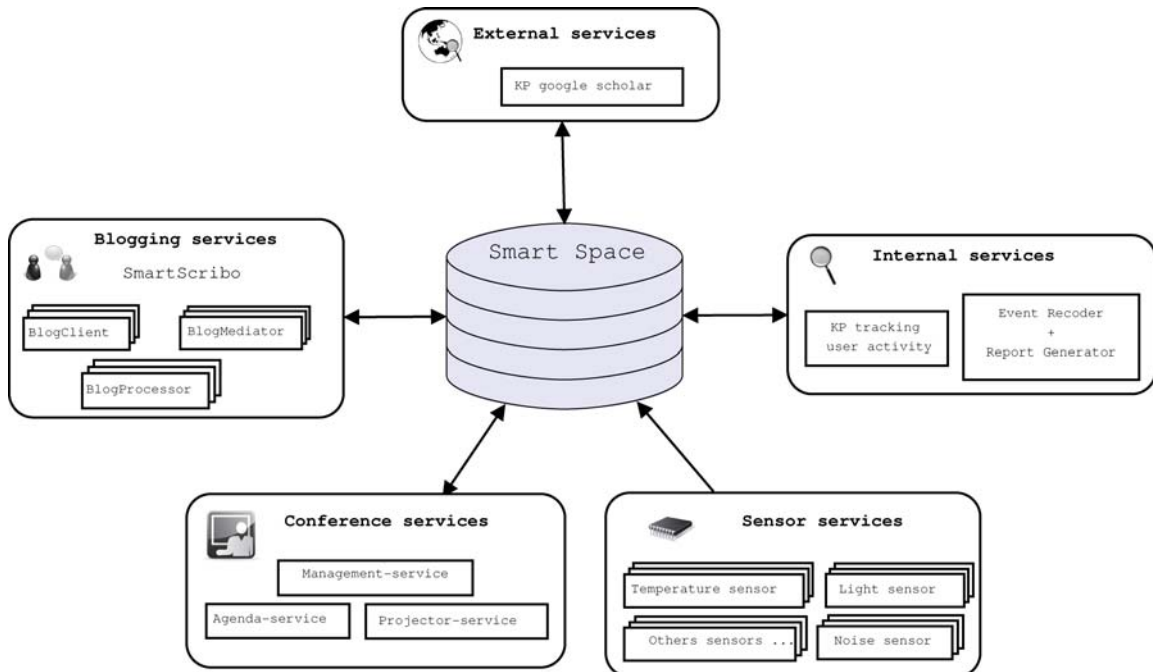 External services
KP google scholar
Blogging services
SmartScribo
BlogClient
BlogMediator
BlogProcessor
Smart Space
Internal services
KP tracking
user activity
Event Recoder
+
Report Generator
Conference services
Management-service
Agenda-service
Projector-service
Sensor services
Temperature sensor
Light sensor
Others sensors ...
Noise sensor